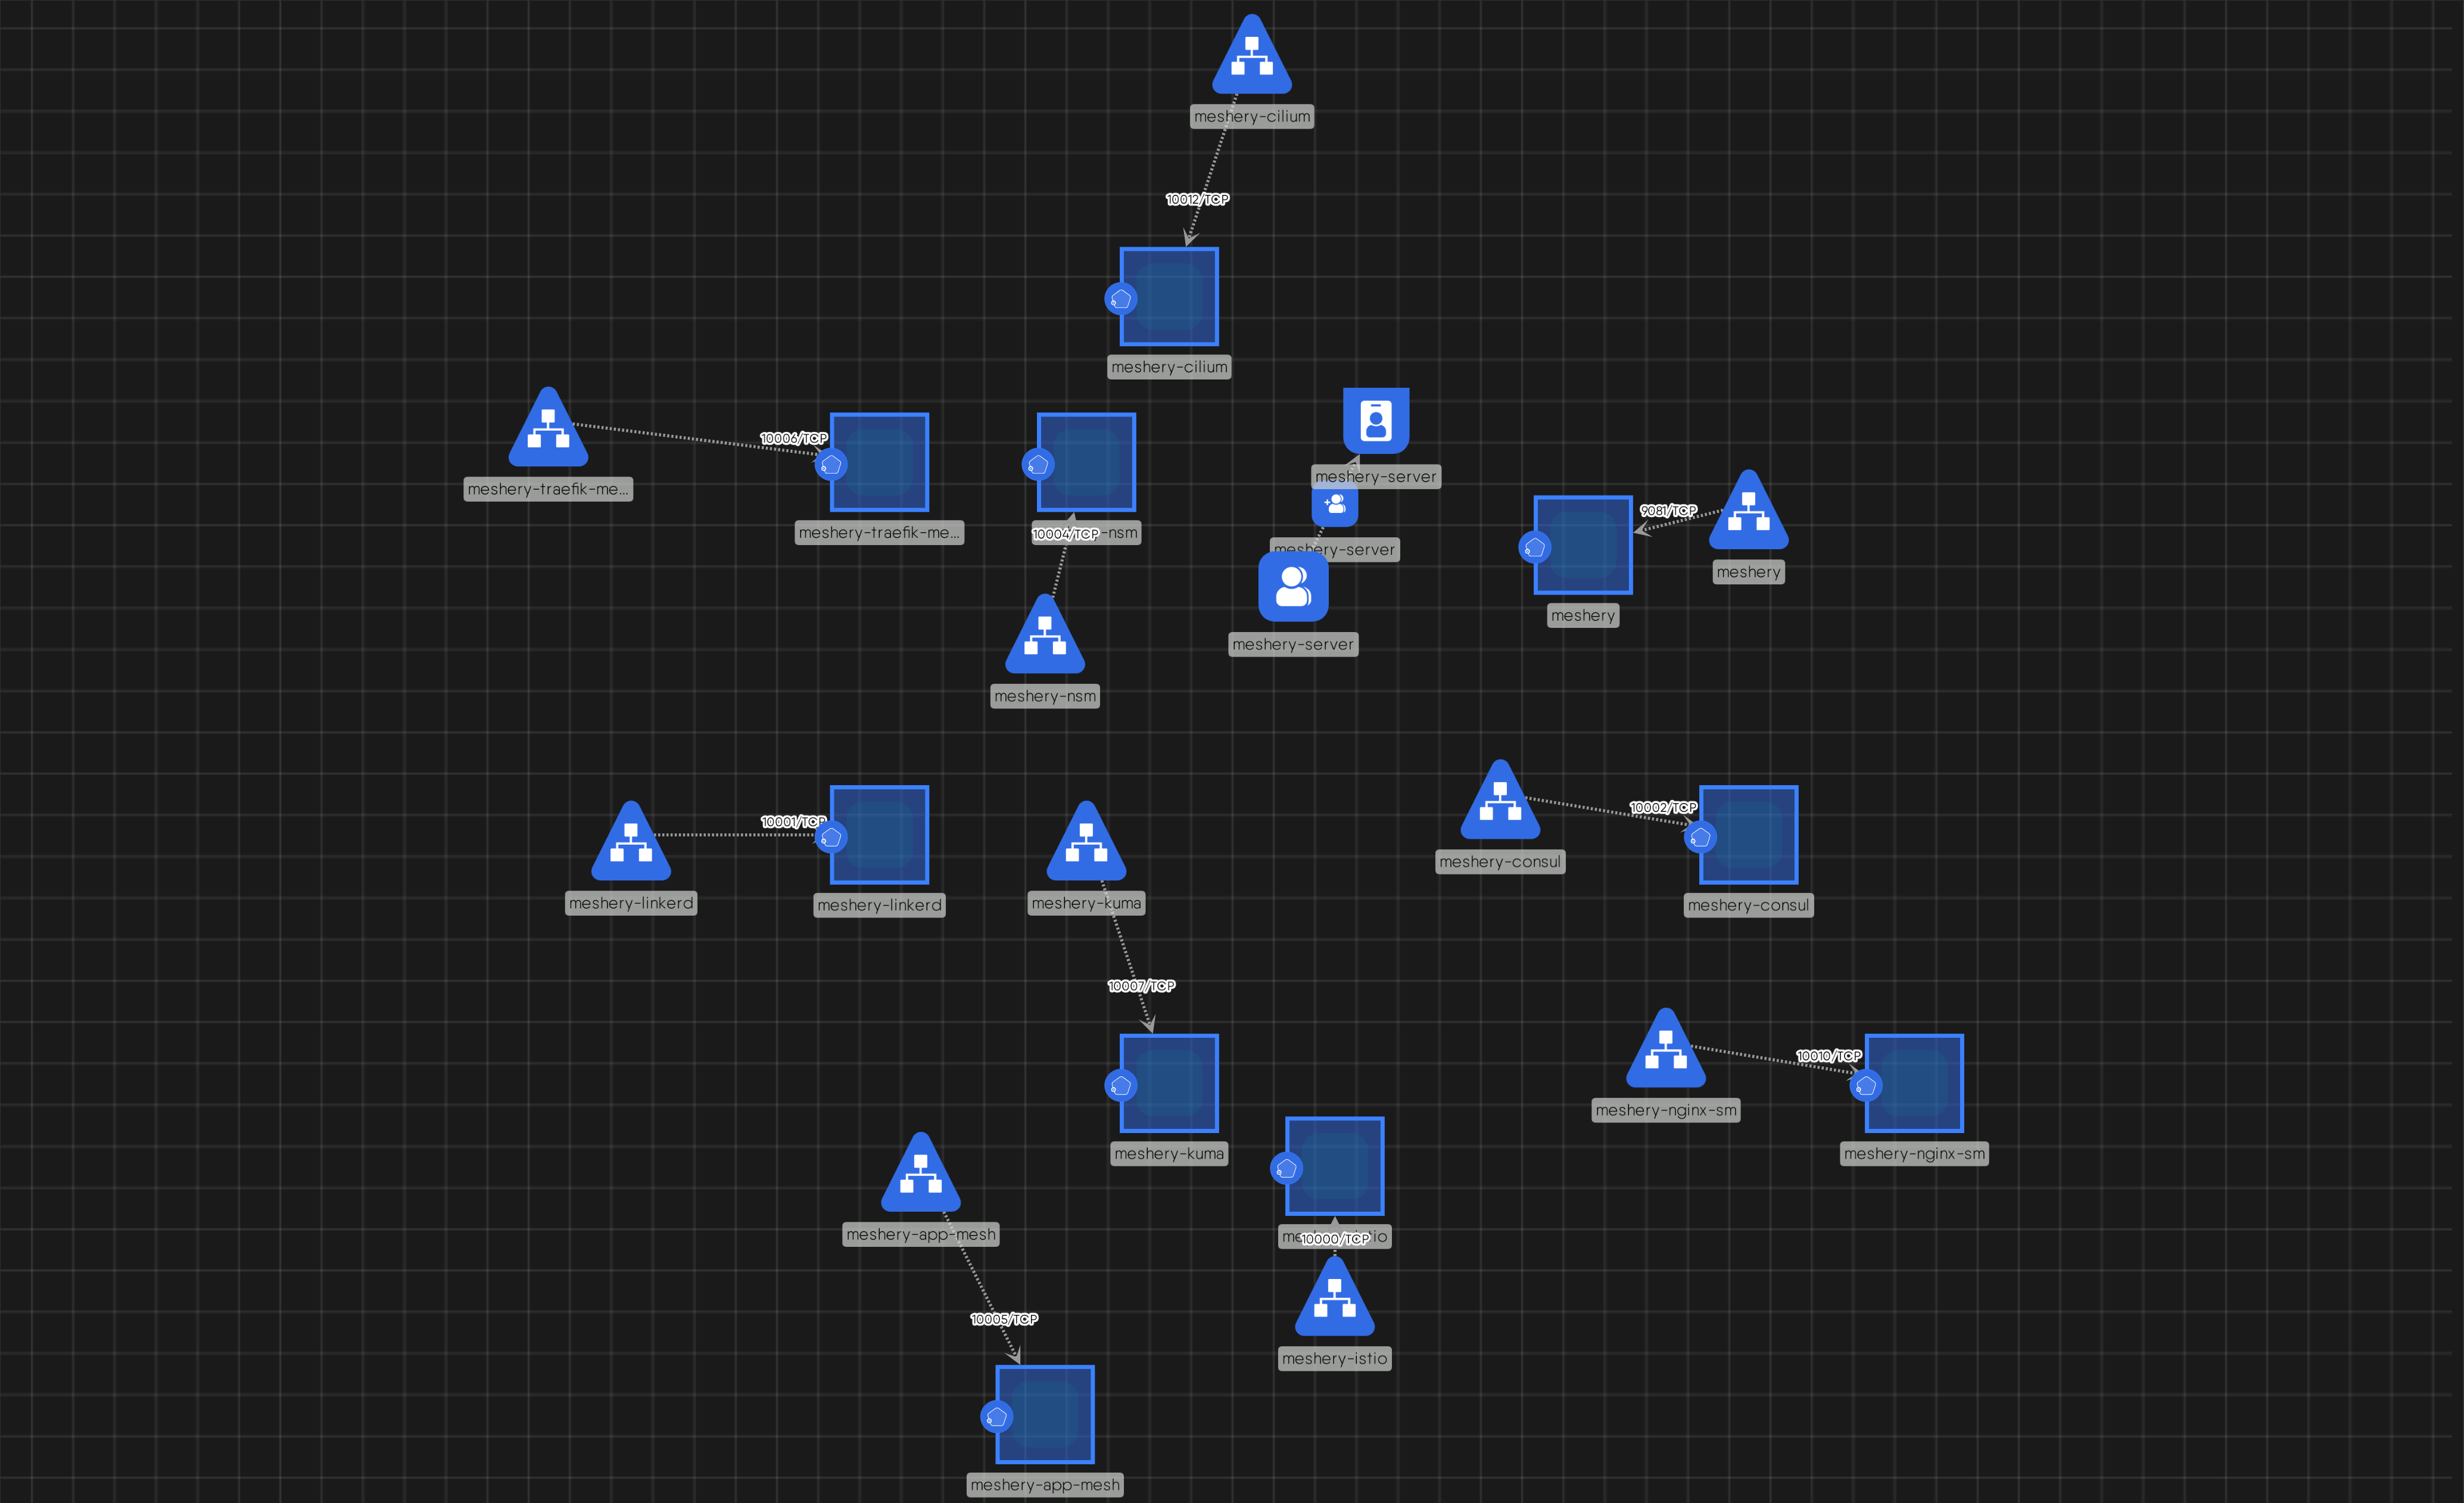 meshery-cilium
10012/TCP
meshery-cilium
meshery-traefik-me...
10006/TCP
meshery-traefik-me...
-nsm
10004/TCP
meshery-nsm
meshery-server
meshery-server
meshery-server
9081/TCP
meshery
meshery
meshery-linkerd
10001/TCP
meshery-linkerd
meshery-kuma
10007/TCP
meshery-kuma
meshery-consul
10002/TCP
meshery-consul
meshery-nginx-sm
10010/TCP
meshery-nginx-sm
meshery-app-mesh
10005/TCP
meshery-app-mesh
10000/TCP
meshery-istio